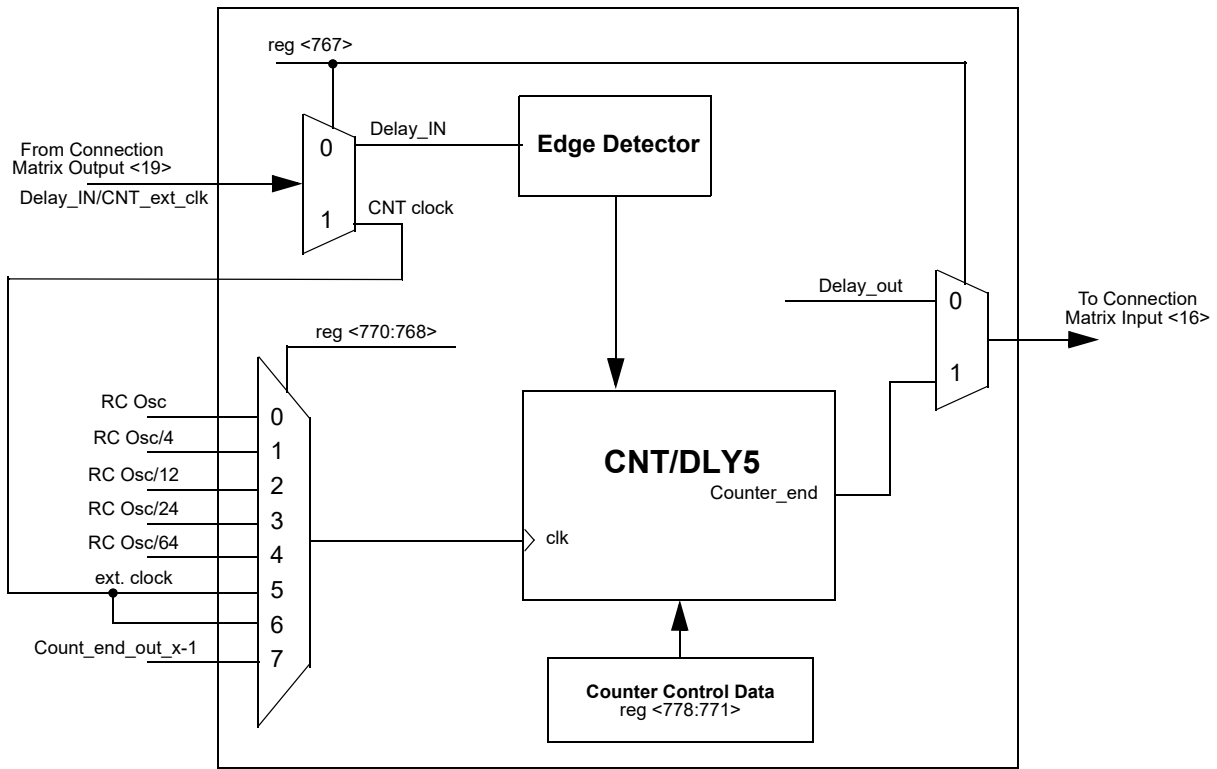 reg <767>
From Connection
Matrix Output <19>
Delay_IN/CNT_ext_clk
0
1
Delay_IN
CNT clock
Edge Detector
Delay_out
0
1
To Connection
Matrix Input <16>
reg <770:768>
RC Osc
RC Osc/4
RC Osc/12
RC Osc/24
RC Osc/64
ext. clock
Count_end_out_x-1
0
1
2
3
4
5
6
7
CNT/DLY5
Counter_end
clk
Counter Control Data
reg <778:771>